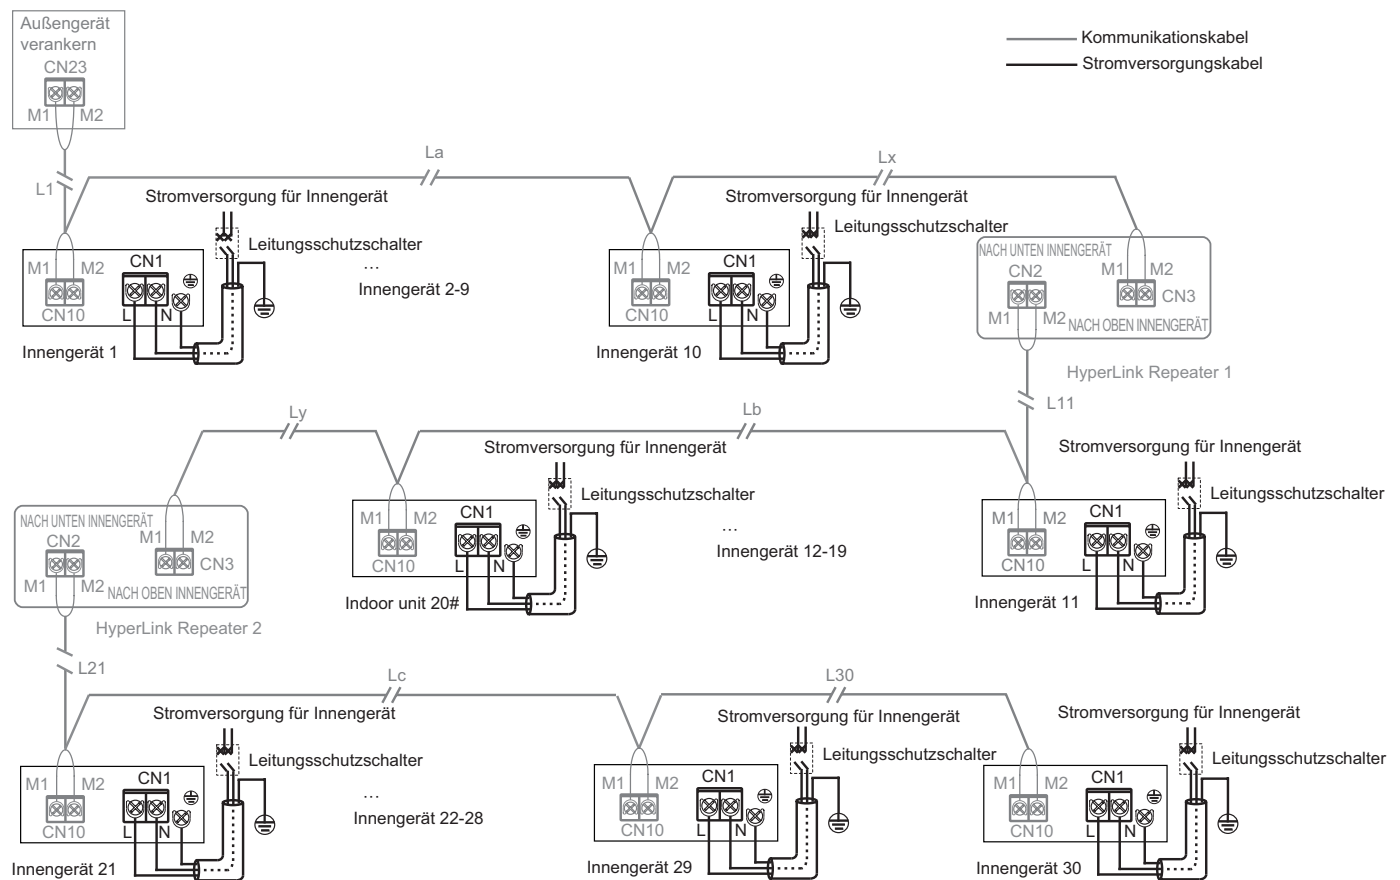 Außengerät
verankern
CN23
M1 M2
Kommunikationskabel
Stromversorgungskabel
L1
La
Lx
Stromversorgung für Innengerät
Leitungsschutzschalter
M1 M2
CN1
CN10
L N
Innengerät 1
...
Innengerät 2-9
Stromversorgung für Innengerät
Leitungsschutzschalter
M1 M2
CN1
CN10
L N
Innengerät 10
NACH UNTEN INNENGERÄT
CN2
M1 M2
CN3
M1 M2
NACH OBEN INNENGERÄT
HyperLink Repeater 1
L11
Ly
Lb
NACH UNTEN INNENGERÄT
CN2
M1 M2
CN3
M1 M2
NACH OBEN INNENGERÄT
HyperLink Repeater 2
Stromversorgung für Innengerät
Leitungsschutzschalter
M1 M2
CN1
CN10
L N
Indoor unit 20#
...
Innengerät 12-19
Stromversorgung für Innengerät
Leitungsschutzschalter
M1 M2
CN1
CN10
L N
Innengerät 11
L21
Lc
L30
Stromversorgung für Innengerät
Leitungsschutzschalter
M1 M2
CN1
CN10
L N
Innengerät 21
...
Innengerät 22-28
Stromversorgung für Innengerät
Leitungsschutzschalter
M1 M2
CN1
CN10
L N
Innengerät 29
Stromversorgung für Innengerät
Leitungsschutzschalter
M1 M2
CN1
CN10
L N
Innengerät 30